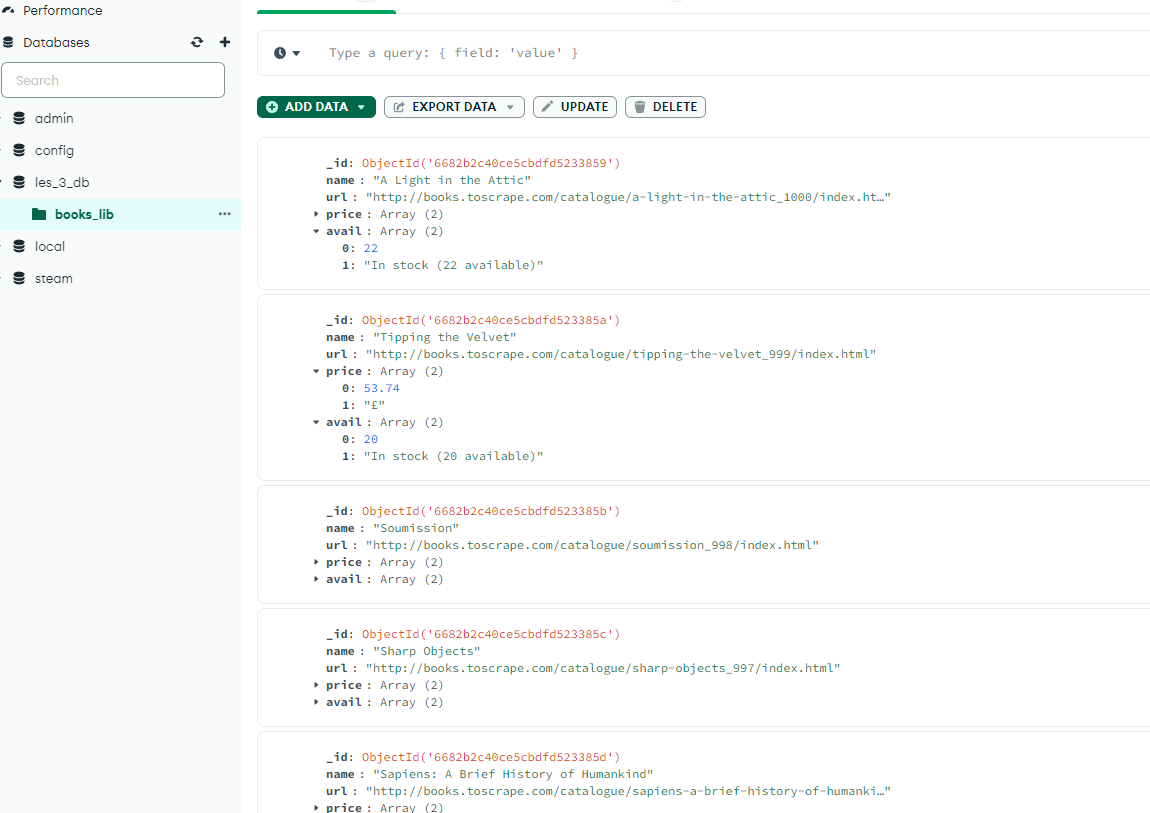 Performance
Databases
Search
admin
config
les_3_db
books_lib
local
steam
Type a query: { field: 'value' }
ADD DATA
EXPORT DATA
UPDATE
DELETE
_id: ObjectId('6682b2c40ce5cbdfd5233859')
name : "A Light in the Attic"
url : "http://books.toscrape.com/catalogue/a-light-in-the-attic_1000/index.ht…"
price : Array (2)
avail : Array (2)
0: 22
1: "In stock (22 available)"
_id: ObjectId('6682b2c40ce5cbdfd523385a')
name : "Tipping the Velvet"
url : "http://books.toscrape.com/catalogue/tipping-the-velvet_999/index.html"
price : Array (2)
0: 53.74
1: "£"
avail : Array (2)
0: 20
1: "In stock (20 available)"
_id: ObjectId('6682b2c40ce5cbdfd523385b')
name : "Soumission"
url : "http://books.toscrape.com/catalogue/soumission_998/index.html"
price : Array (2)
avail : Array (2)
_id: ObjectId('6682b2c40ce5cbdfd523385c')
name : "Sharp Objects"
url : "http://books.toscrape.com/catalogue/sharp-objects_997/index.html"
price : Array (2)
avail : Array (2)
_id: ObjectId('6682b2c40ce5cbdfd523385d')
name : "Sapiens: A Brief History of Humankind"
url : "http://books.toscrape.com/catalogue/sapiens-a-brief-history-of-humanki…"
price : Array (2)